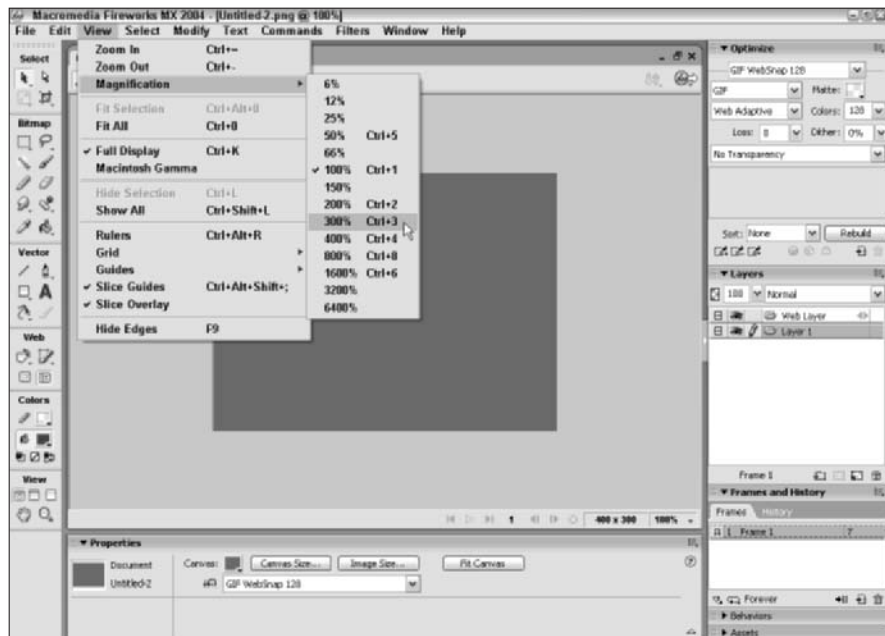 Macromedia Fireworks MX 2004 - [Untitled-2.png @ 100%]
File Edit View Select Modify Text Commands Filters Window Help
Select
Bitmap
Vector
Web
Colors
View
Zoom In Ctrl+=
Zoom Out Ctrl+-
Magnification
Fit Selection Ctrl+Alt+0
Fit All Ctrl+0
Full Display Ctrl+K
Macintosh Gamma
Hide Selection Ctrl+L
Show All Ctrl+Shift+L
Rulers Ctrl+Alt+R
Grid
Guides
Slice Guides Ctrl+Alt+Shift+;
Slice Overlay
Hide Edges F9
6%
12%
25%
50% Ctrl+5
66%
100% Ctrl+1
150%
200% Ctrl+2
300% Ctrl+3
400% Ctrl+4
800% Ctrl+8
1600% Ctrl+6
3200%
6400%
1 400 x 300 100%
Properties
Document
Untitled-2
Canvas: Canvas Size... Image Size... Fit Canvas
GIF WebSnap 128
Optimize
GIF WebSnap 128
GIF Matte:
Web Adaptive Colors: 128
Loss: 0 Dither: 0%
No Transparency
Sort: None Rebuild
Layers
100 Normal
Web Layer
Layer 1
Frame 1
Frames and History
Frames History
1 Frame 1 7
Forever
Behaviors
Assets